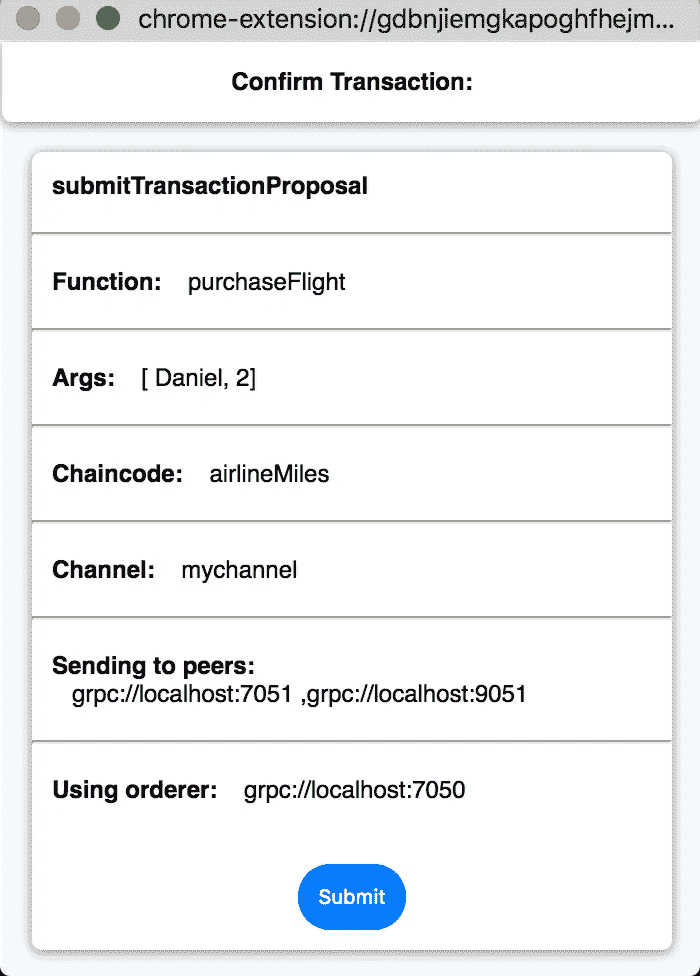 chrome-extension://gdbnjiemgkapoghfhejm...
Confirm Transaction:
submitTransactionProposal
Function: purchaseFlight
Args: [ Daniel, 2]
Chaincode: airlineMiles
Channel: mychannel
Sending to peers:
grpc://localhost:7051 ,grpc://localhost:9051
Using orderer: grpc://localhost:7050
Submit